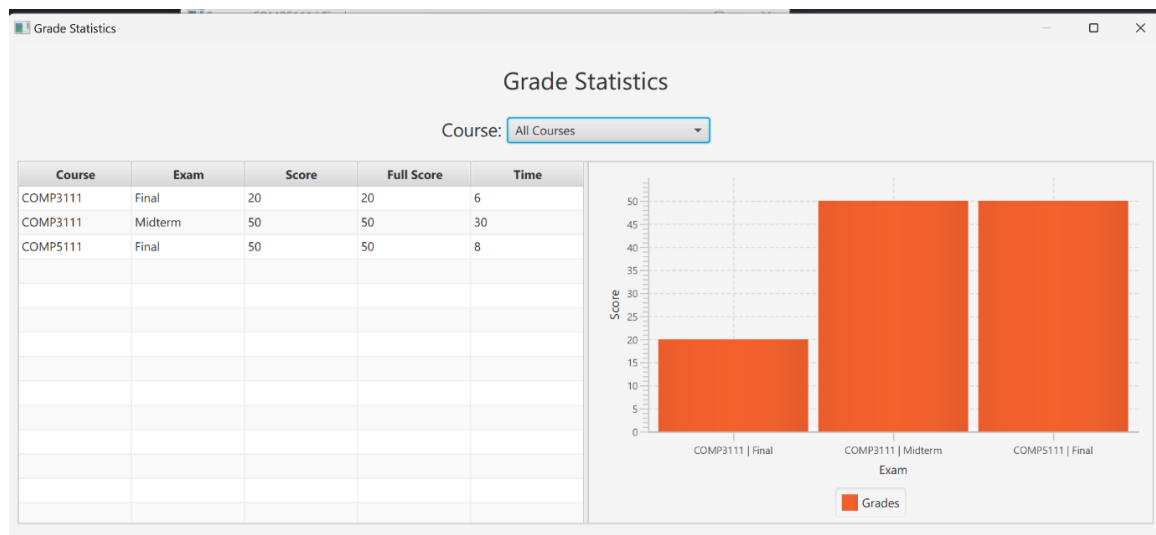 Grade Statistics
Grade Statistics
Course: All Courses
Course Exam Score Full Score Time
COMP3111 Final 20 20 6
COMP3111 Midterm 50 50 30
COMP5111 Final 50 50 8
50
45
40
35
30
25
20
15
10
5
0
Score
COMP3111 | Final COMP3111 | Midterm COMP5111 | Final
Exam
Grades